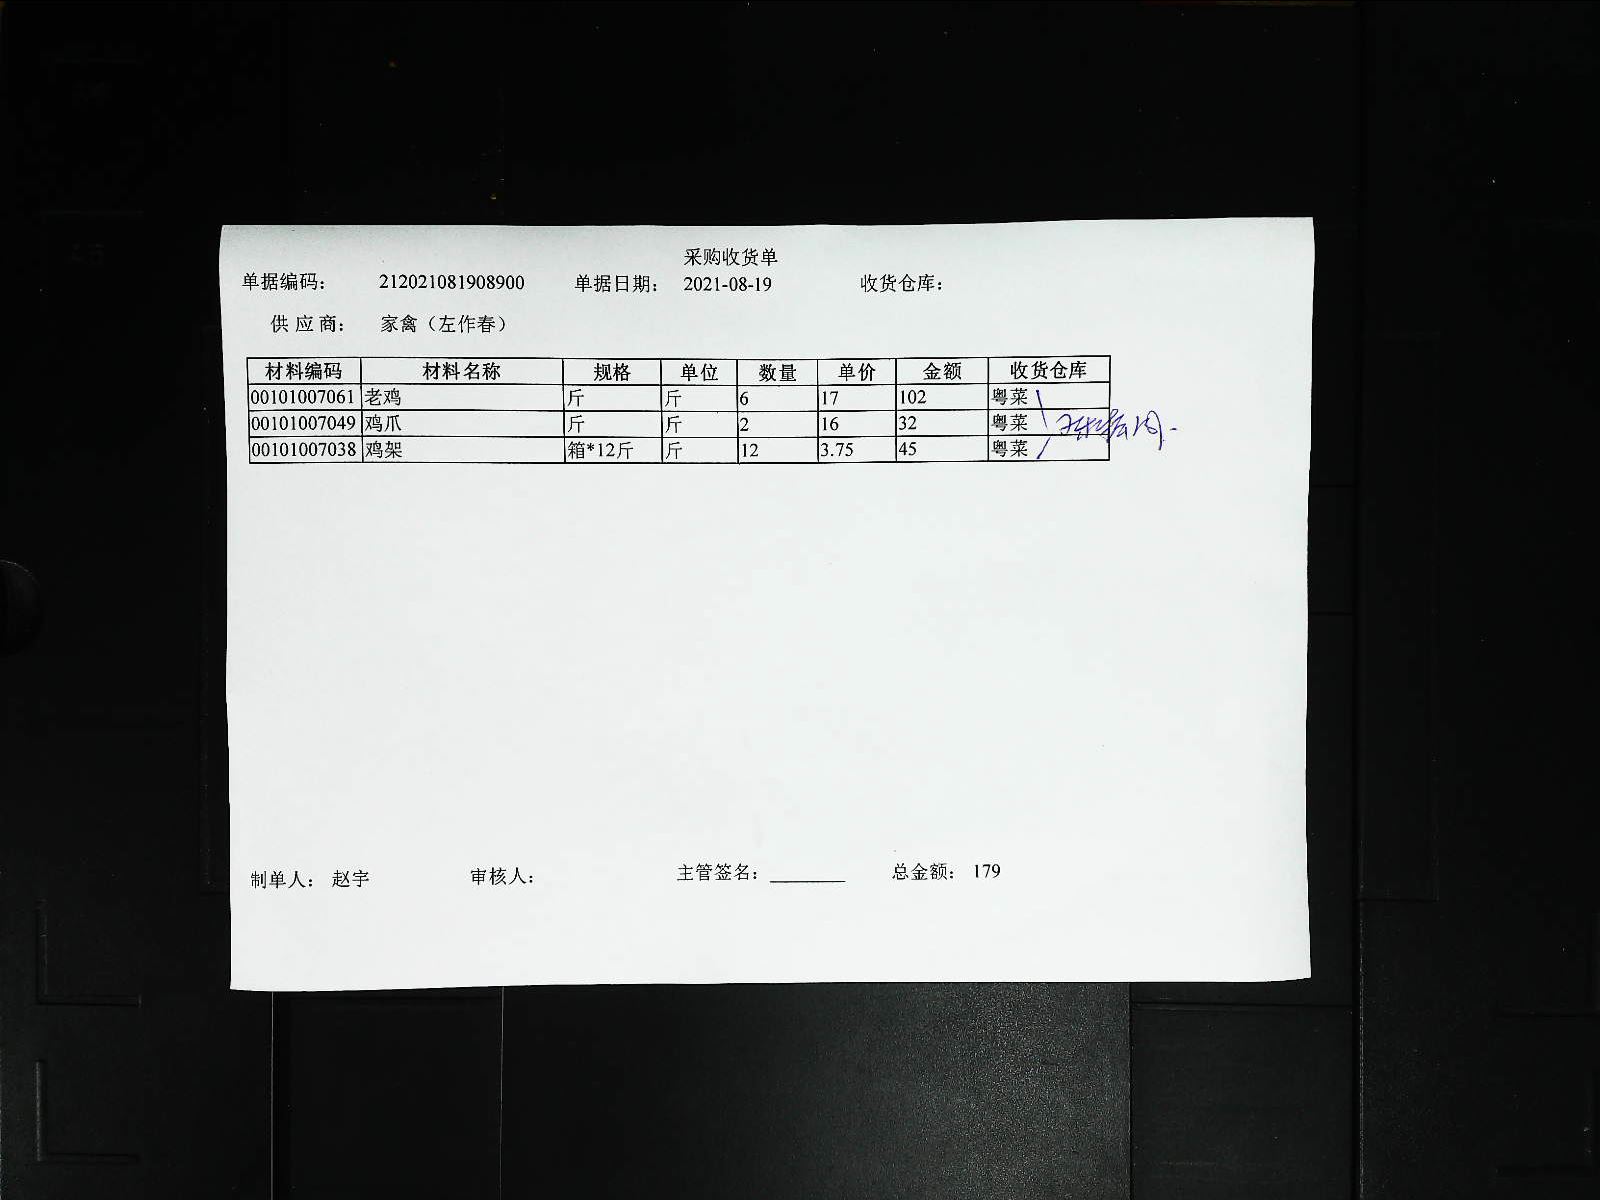 采购收货单
单据编码： 212021081908900 单据日期： 2021-08-19 收货仓库：
供 应 商： 家禽（左作春）
材料编码 材料名称 规格 单位 数量 单价 金额 收货仓库
00101007061 老鸡 斤 斤 6 17 102 粤菜
00101007049 鸡爪 斤 斤 2 16 32 粤菜
00101007038 鸡架 箱*12斤 斤 12 3.75 45 粤菜
制单人： 赵宇 审核人： 主管签名：________ 总金额： 179